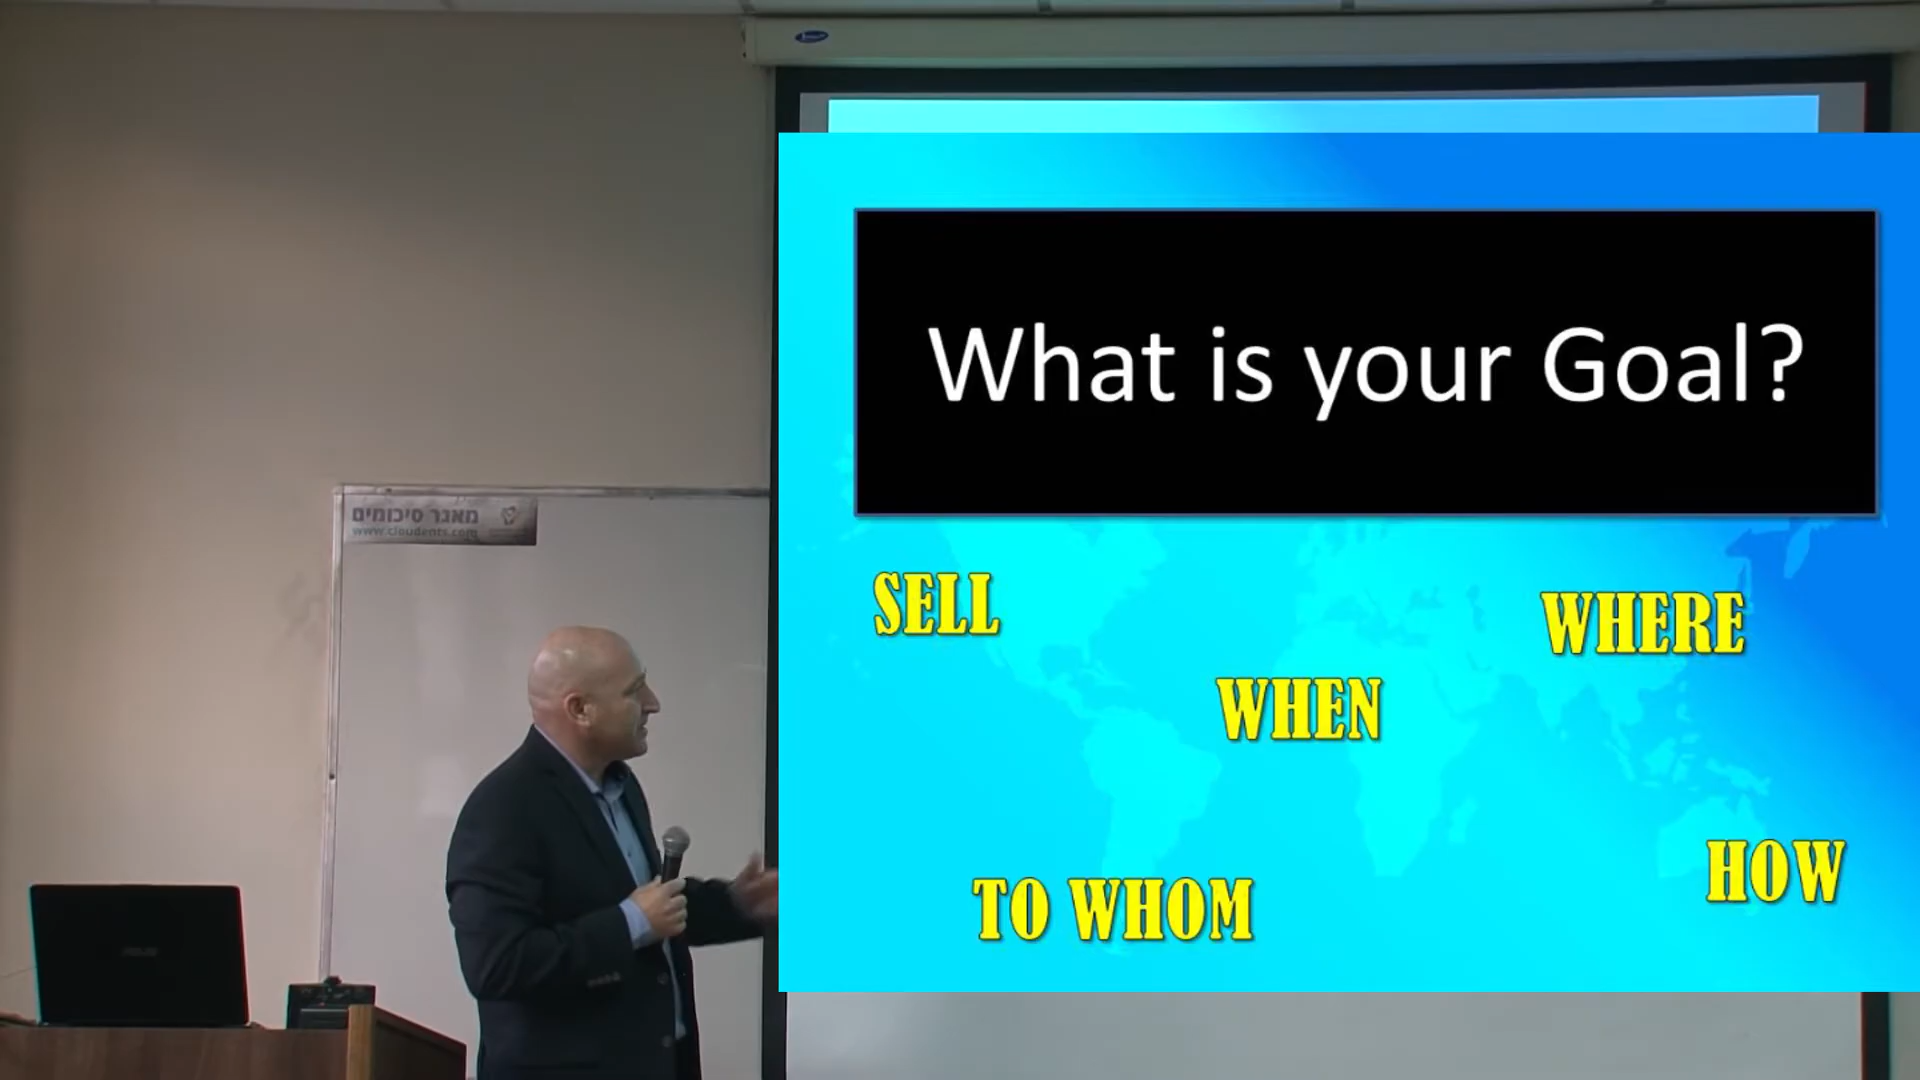 What is your Goal?
SELL
WHERE
WHEN
HOW
TO WHOM
מאגר סיכומים
www.cloudents.com